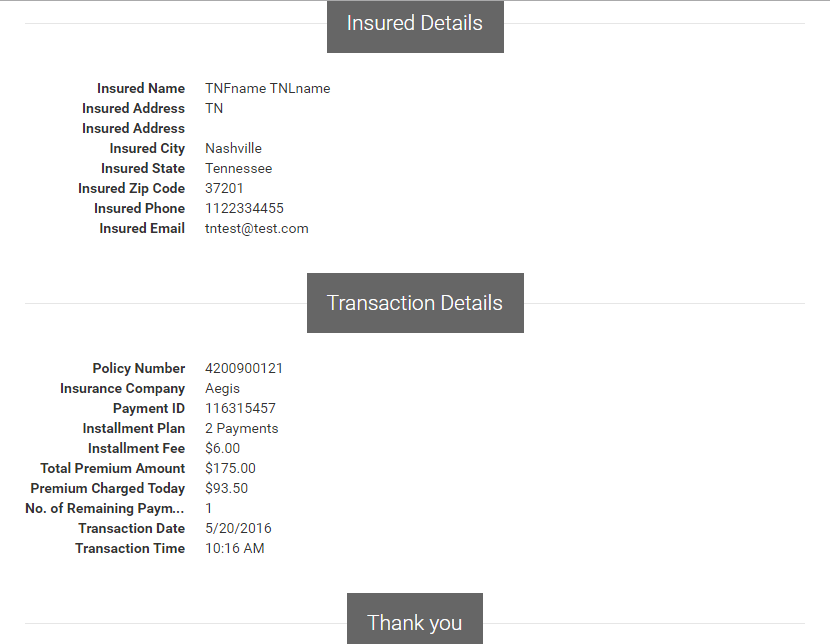 Insured Details
Insured Name TNFname TNLname
Insured Address TN
Insured Address
Insured City Nashville
Insured State Tennessee
Insured Zip Code 37201
Insured Phone 1122334455
Insured Email tntest@test.com
Transaction Details
Policy Number 4200900121
Insurance Company Aegis
Payment ID 116315457
Installment Plan 2 Payments
Installment Fee $6.00
Total Premium Amount $175.00
Premium Charged Today $93.50
No. of Remaining Paym... 1
Transaction Date 5/20/2016
Transaction Time 10:16 AM
Thank you